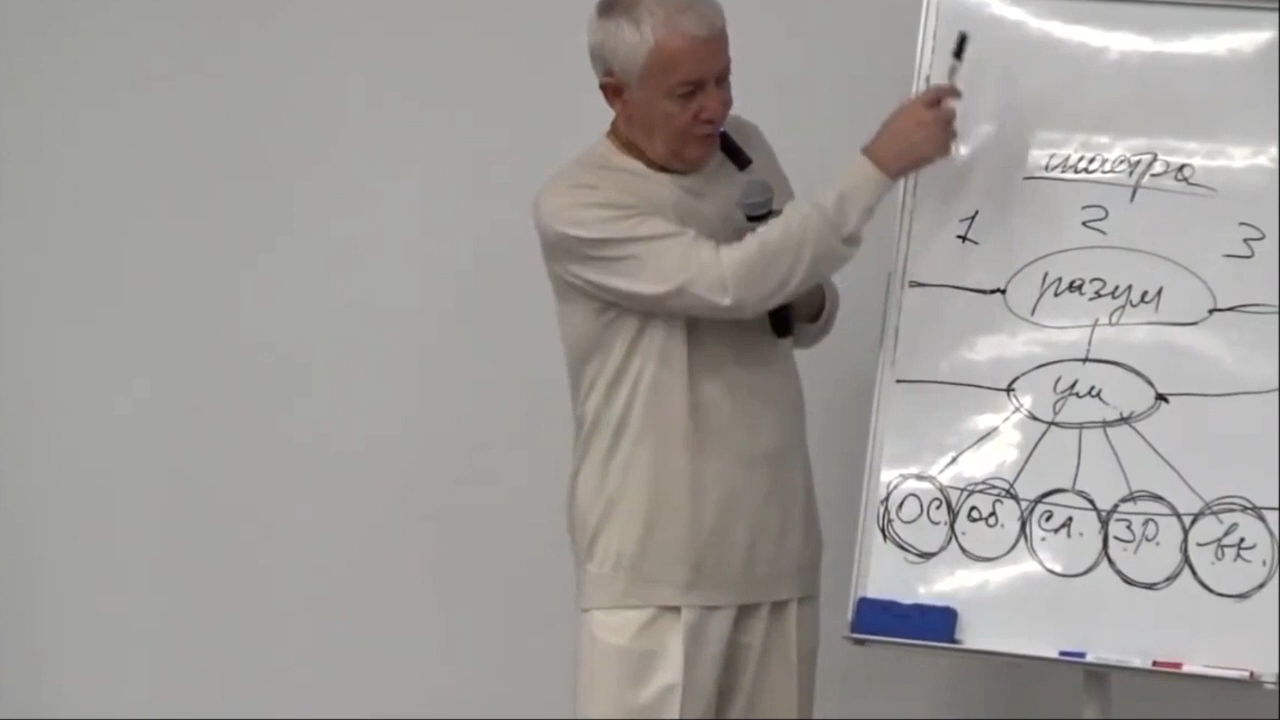 шастра
1 2 3
разум
ум
ос. об. сл. зр. вк.